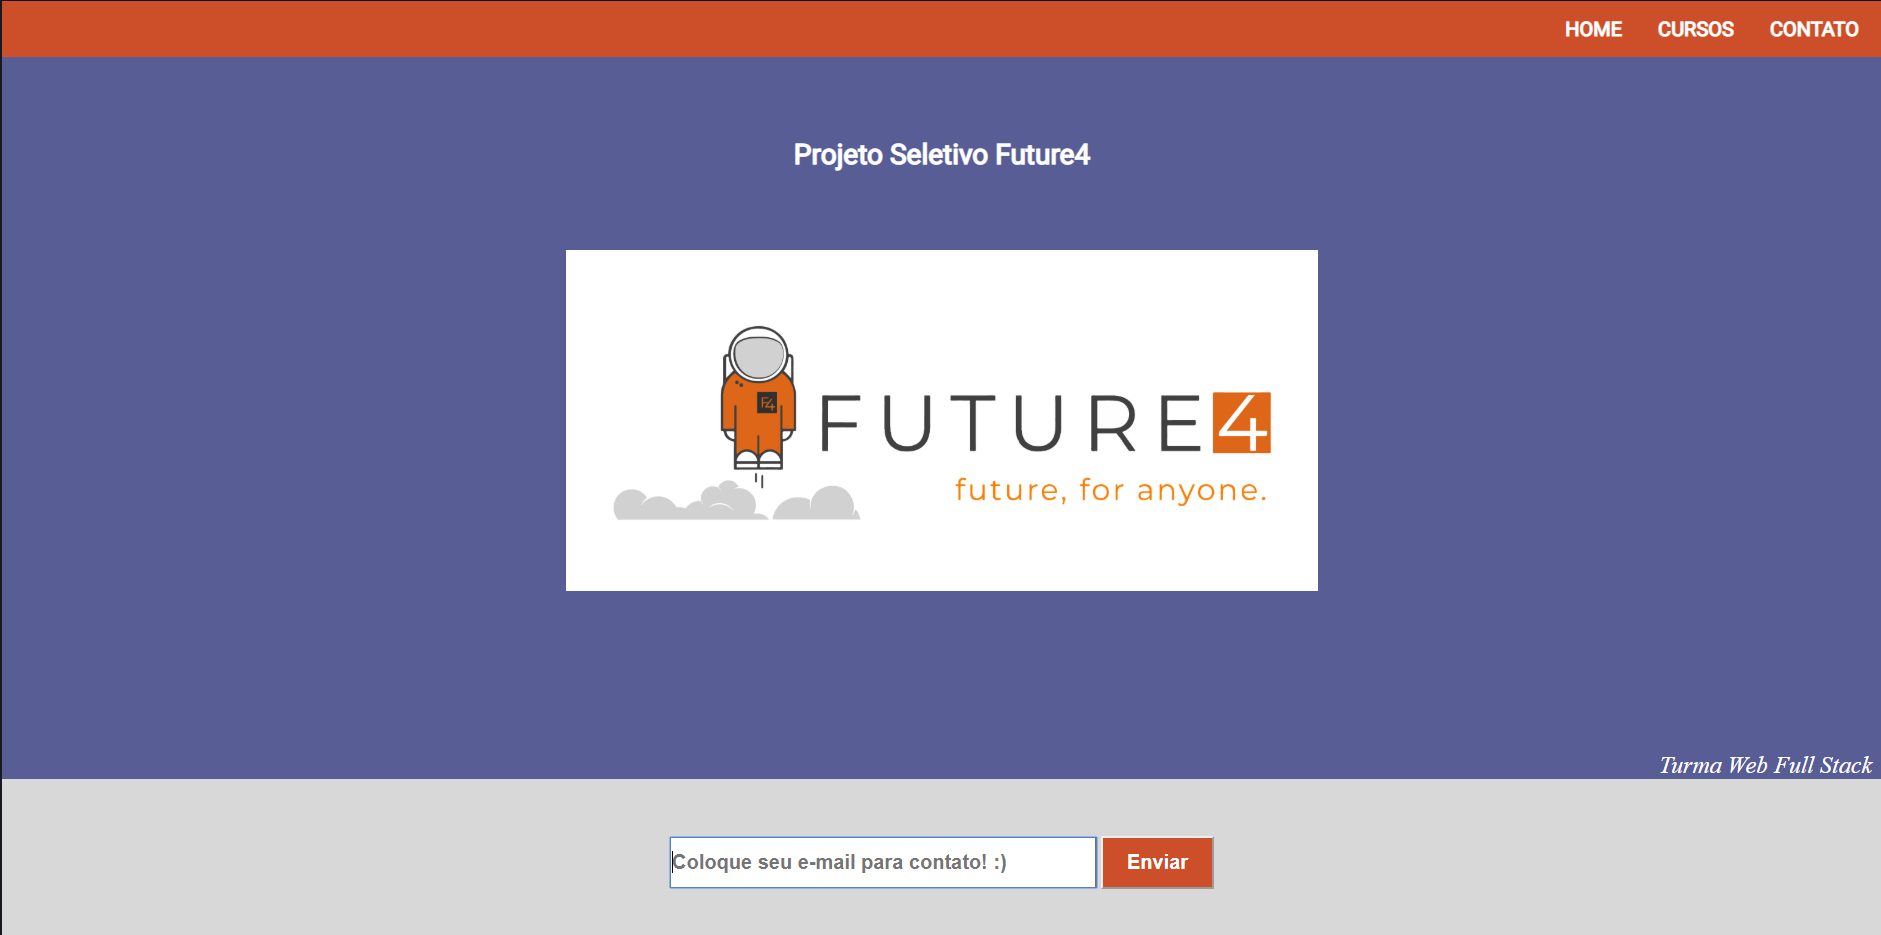 HOME CURSOS CONTATO
Projeto Seletivo Future4
F4
FUTURE4
future, for anyone.
Turma Web Full Stack
Coloque seu e-mail para contato! :) Enviar